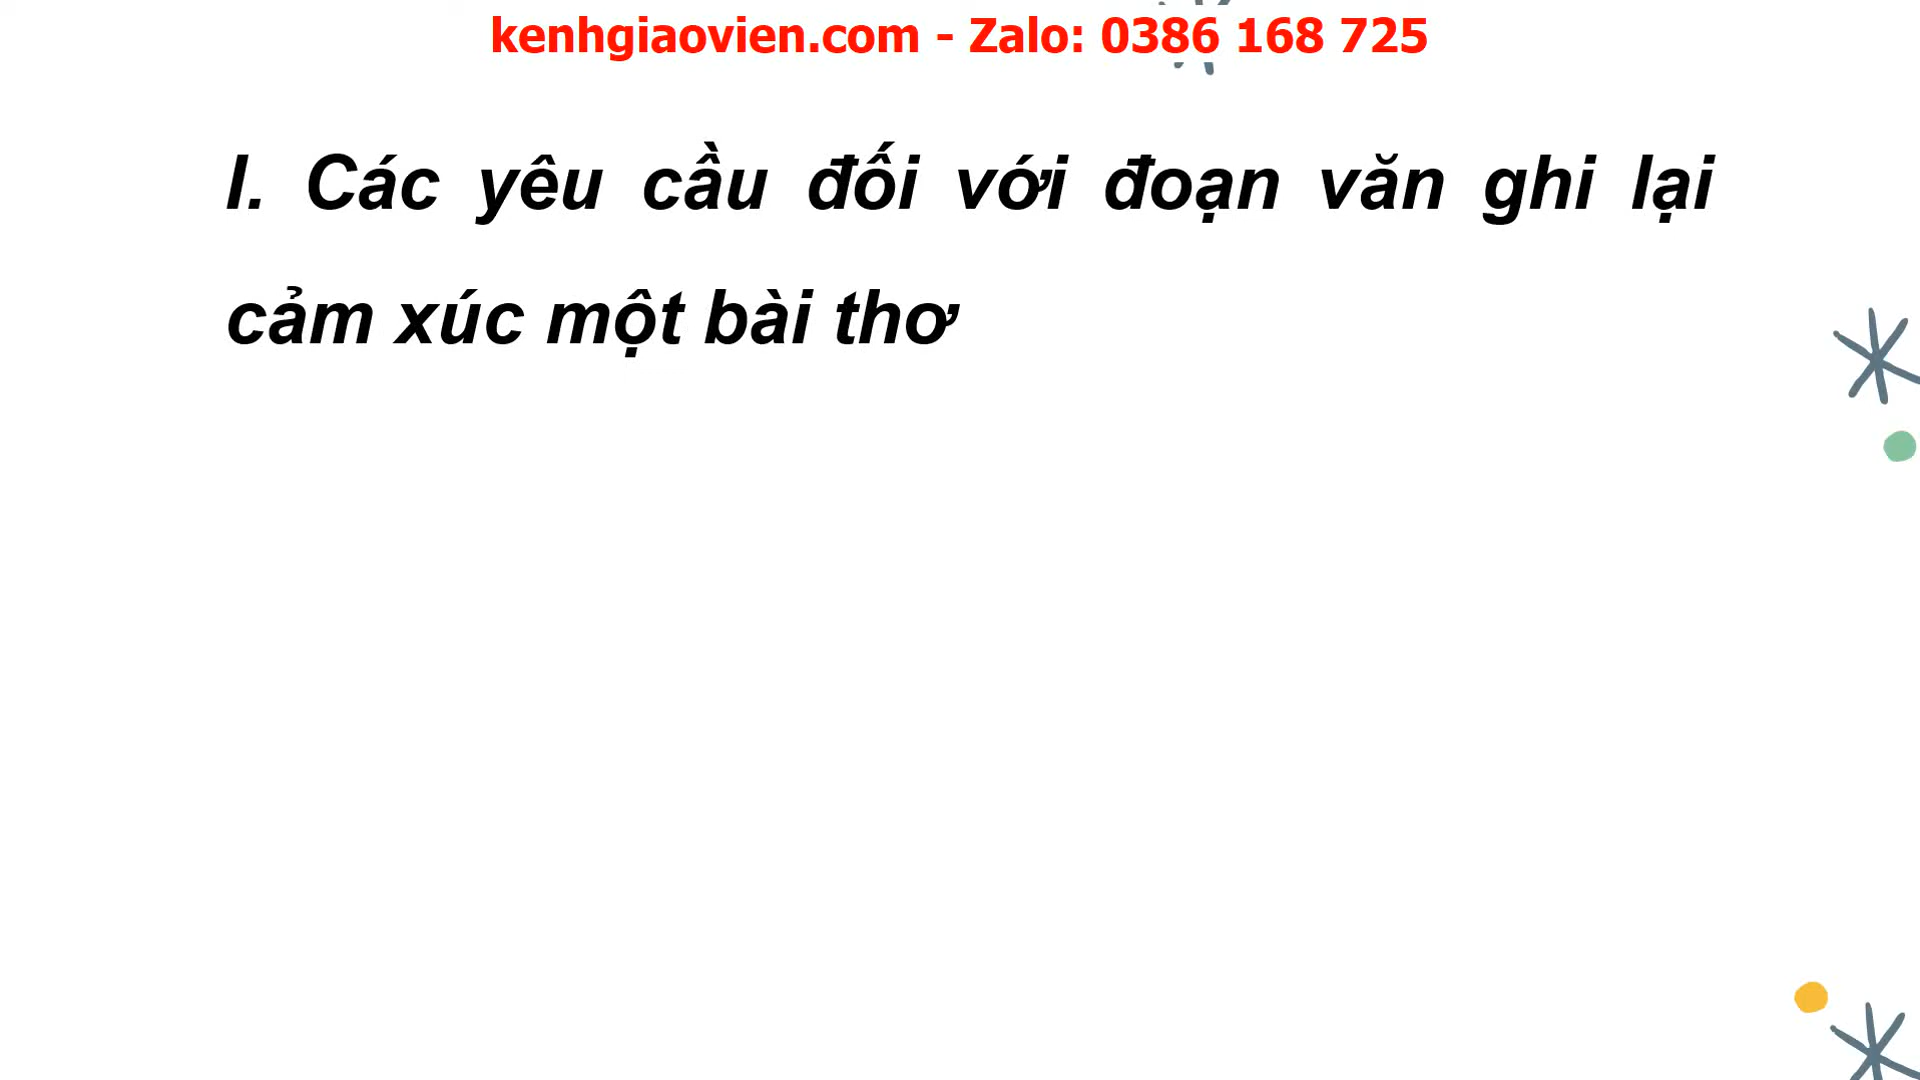 kenhgiaovien.com - Zalo: 0386 168 725
I. Các yêu cầu đối với đoạn văn ghi lại
cảm xúc một bài thơ